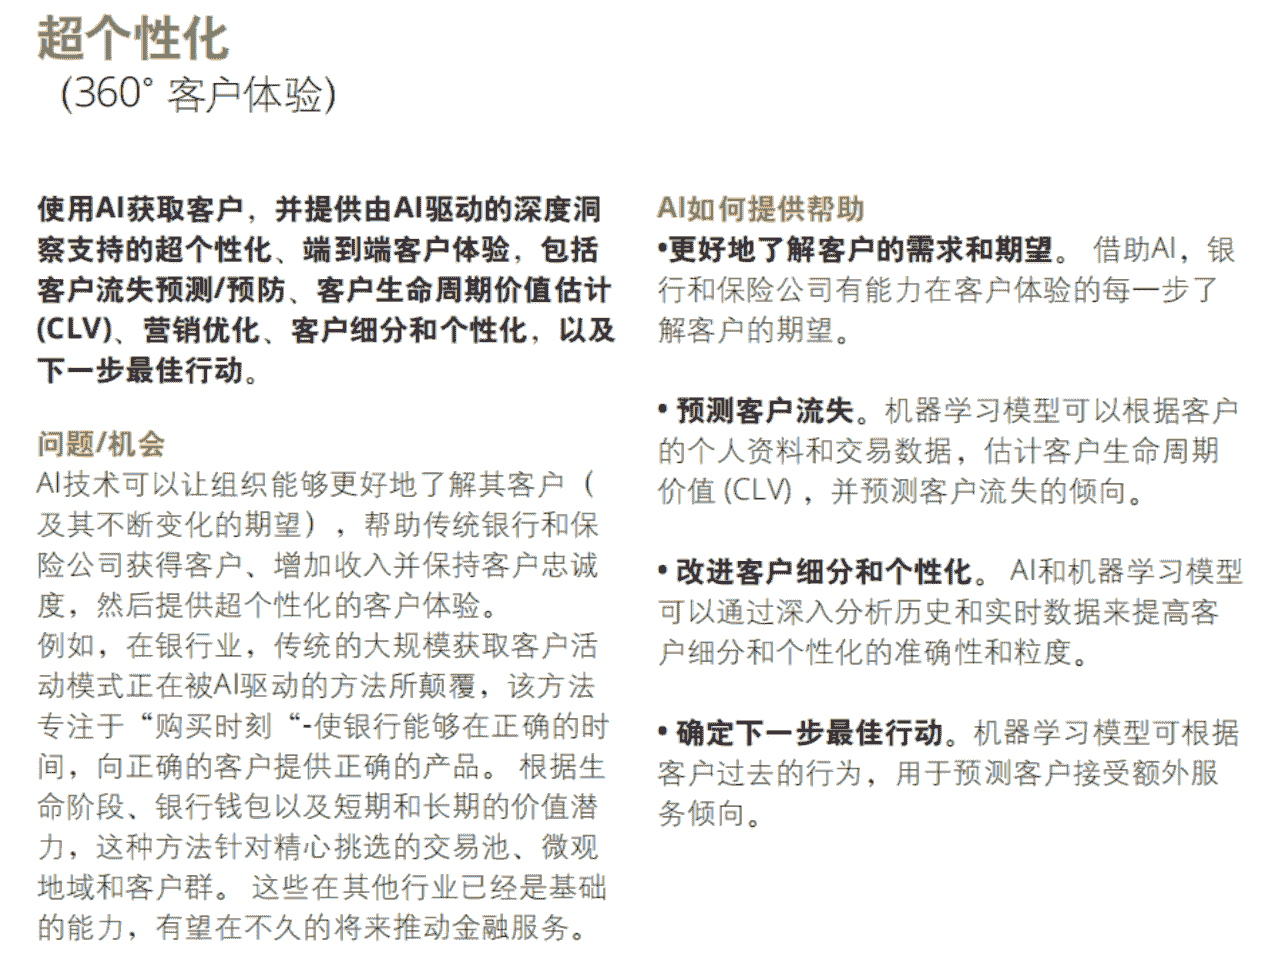 超个性化
(360° 客户体验)
使用AI获取客户，并提供由AI驱动的深度洞
察支持的超个性化、端到端客户体验，包括
客户流失预测/预防、客户生命周期价值估计
(CLV)、营销优化、客户细分和个性化，以及
下一步最佳行动。
问题/机会
AI技术可以让组织能够更好地了解其客户（
及其不断变化的期望），帮助传统银行和保
险公司获得客户、增加收入并保持客户忠诚
度，然后提供超个性化的客户体验。
例如，在银行业，传统的大规模获取客户活
动模式正在被AI驱动的方法所颠覆，该方法
专注于“购买时刻“-使银行能够在正确的时
间，向正确的客户提供正确的产品。 根据生
命阶段、银行钱包以及短期和长期的价值潜
力，这种方法针对精心挑选的交易池、微观
地域和客户群。 这些在其他行业已经是基础
的能力，有望在不久的将来推动金融服务。
AI如何提供帮助
•更好地了解客户的需求和期望。 借助AI，银
行和保险公司有能力在客户体验的每一步了
解客户的期望。
• 预测客户流失。机器学习模型可以根据客户
的个人资料和交易数据，估计客户生命周期
价值 (CLV) ，并预测客户流失的倾向。
• 改进客户细分和个性化。 AI和机器学习模型
可以通过深入分析历史和实时数据来提高客
户细分和个性化的准确性和粒度。
• 确定下一步最佳行动。机器学习模型可根据
客户过去的行为，用于预测客户接受额外服
务倾向。